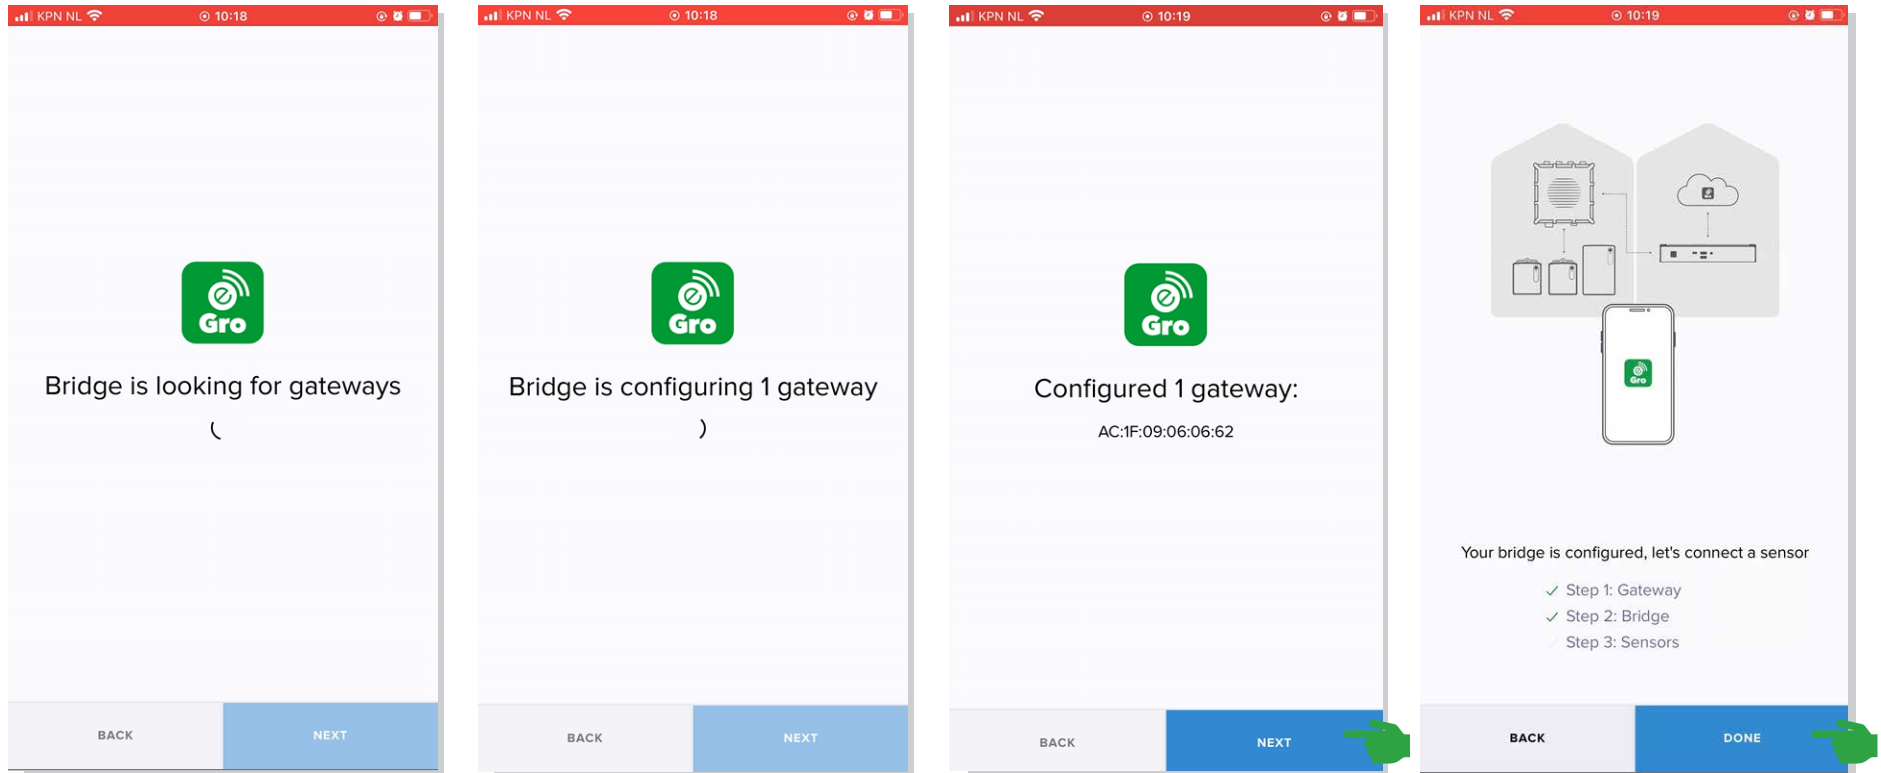 KPN NL 10:18
e
Gro
Bridge is looking for gateways
BACK NEXT
KPN NL 10:18
e
Gro
Bridge is configuring 1 gateway
BACK NEXT
KPN NL 10:19
e
Gro
Configured 1 gateway:
AC:1F:09:06:06:62
BACK NEXT
KPN NL 10:19
e
Gro
Your bridge is configured, let's connect a sensor
Step 1: Gateway
Step 2: Bridge
Step 3: Sensors
BACK DONE